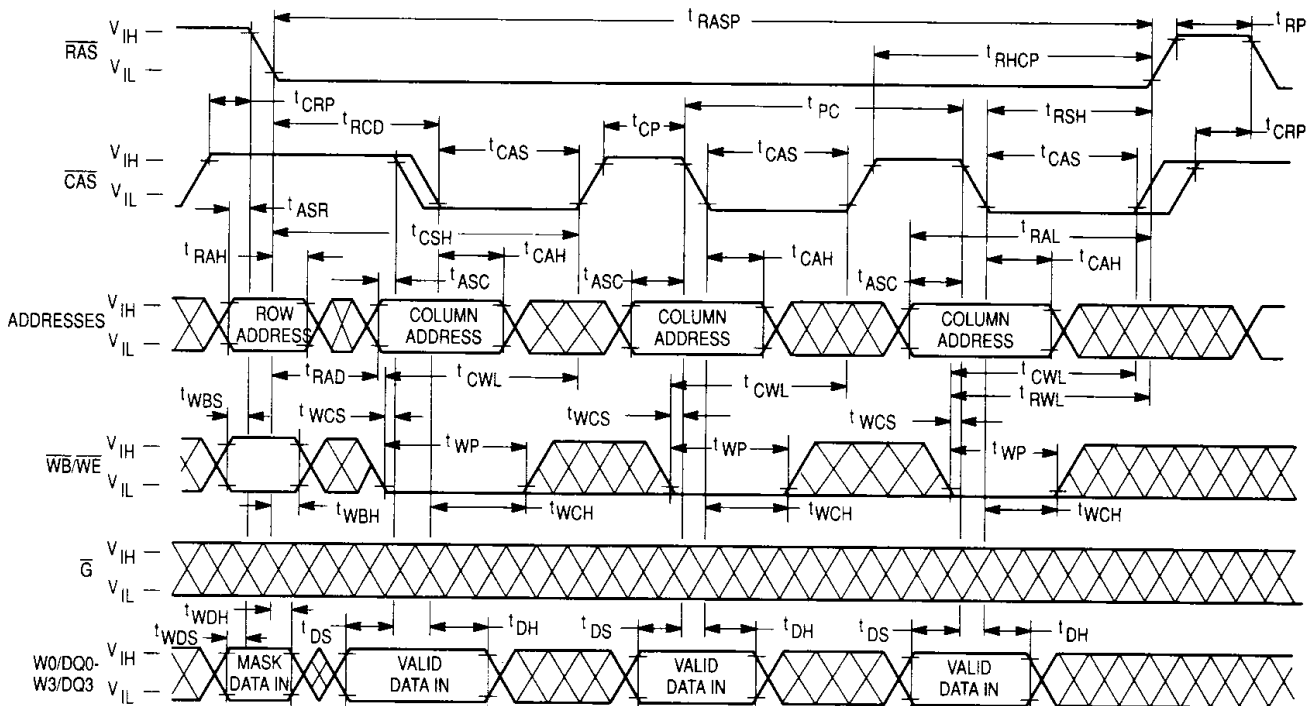 t RASP
t RP
V IH
RAS
V IL
t RHCP
t CRP
t RCD
t CP
t PC
t RSH
t CRP
V IH
CAS
V IL
t CAS
t CAS
t CAS
t ASR
t CSH
t RAL
t RAH
t ASC
t CAH
t ASC
t CAH
t ASC
t CAH
ADDRESSES
V IH
V IL
ROW ADDRESS
COLUMN ADDRESS
COLUMN ADDRESS
COLUMN ADDRESS
t RAD
t CWL
t CWL
t CWL
t RWL
t WBS
t WCS
t WCS
t WCS
WB/WE
V IH
V IL
t WP
t WP
t WP
t WBH
t WCH
t WCH
t WCH
G
V IH
V IL
t WDH
t WDS
t DS
t DH
t DS
t DH
t DS
t DH
W0/DQ0-
W3/DQ3
V IH
V IL
MASK DATA IN
VALID DATA IN
VALID DATA IN
VALID DATA IN